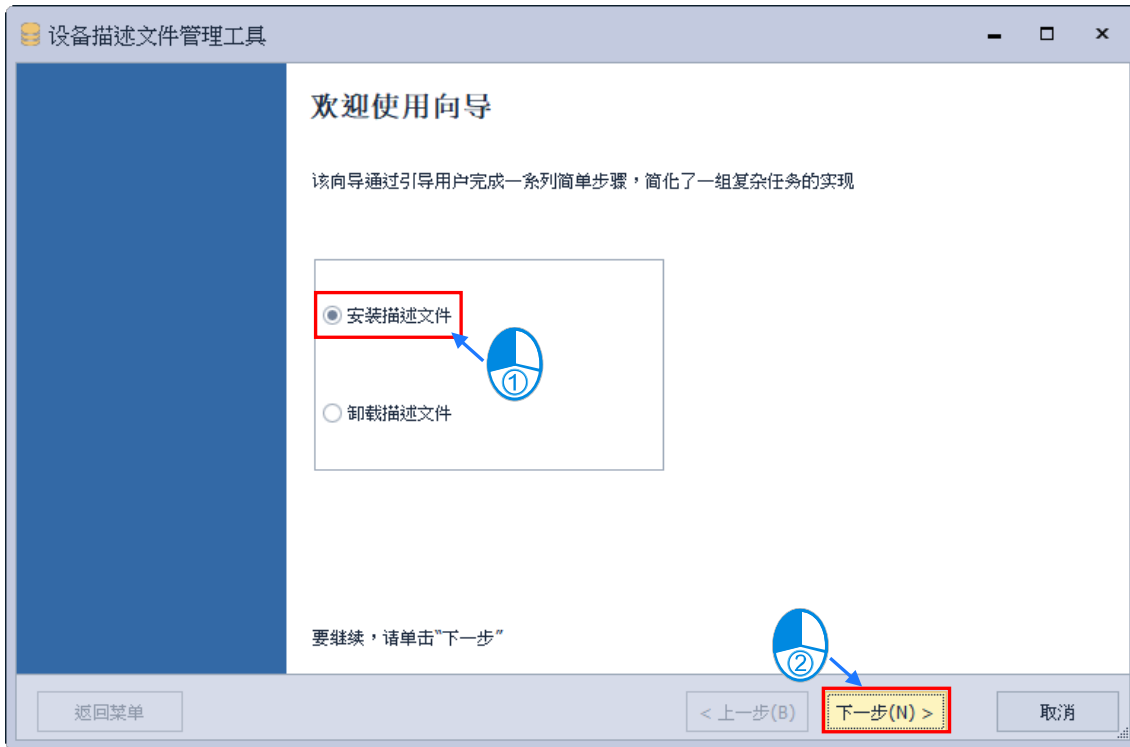 设备描述文件管理工具
欢迎使用向导
该向导通过引导用户完成一系列简单步骤，简化了一组复杂任务的实现
安装描述文件
①
卸载描述文件
要继续，请单击“下一步”
②
返回菜单
< 上一步(B)
下一步(N) >
取消